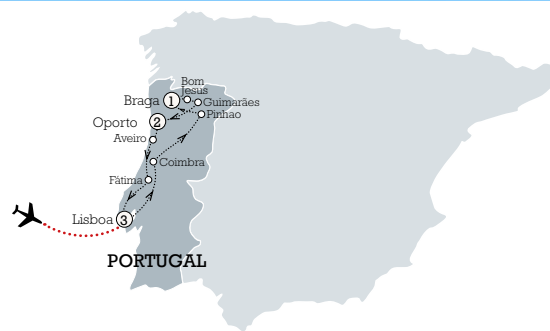 Bom
Jesus
Braga 1
Guimarães
Pinhao
Oporto 2
Aveiro
Coimbra
Fátima
Lisboa 3
PORTUGAL